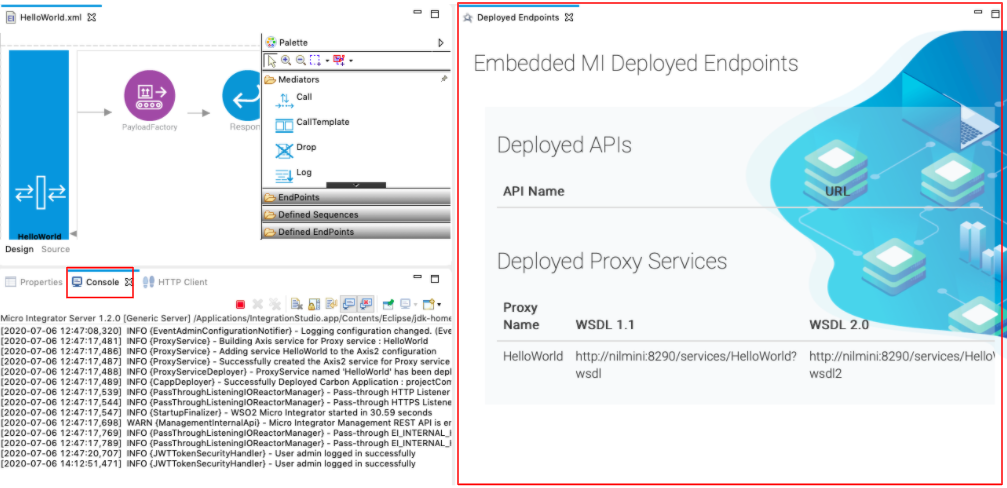 HelloWorld.xml
Palette
Mediators
Call
CallTemplate
Drop
Log
EndPoints
Defined Sequences
Defined EndPoints
PayloadFactory
Respon
HelloWorld
Design Source
Properties Console HTTP Client
Micro Integrator Server 1.2.0 [Generic Server] /Applications/IntegrationStudio.app/Contents/Eclipse/jdk-home
[2020-07-06 12:47:08,320] INFO {EventAdminConfigurationNotifier} - Logging configuration changed. (Eve
[2020-07-06 12:47:17,481] INFO {ProxyService} - Building Axis service for Proxy service : HelloWorld
[2020-07-06 12:47:17,486] INFO {ProxyService} - Adding service HelloWorld to the Axis2 configuration
[2020-07-06 12:47:17,487] INFO {ProxyService} - Successfully created the Axis2 service for Proxy service
[2020-07-06 12:47:17,488] INFO {ProxyServiceDeployer} - ProxyService named 'HelloWorld' has been depl
[2020-07-06 12:47:17,489] INFO {CappDeployer} - Successfully Deployed Carbon Application : projectCom
[2020-07-06 12:47:17,539] INFO {PassThroughListeningIOReactorManager} - Pass-through HTTP Listener
[2020-07-06 12:47:17,544] INFO {PassThroughListeningIOReactorManager} - Pass-through HTTPS Listene
[2020-07-06 12:47:17,547] INFO {StartupFinalizer} - WSO2 Micro Integrator started in 30.59 seconds
[2020-07-06 12:47:17,698] WARN {ManagementInternalApi} - Micro Integrator Management REST API is en
[2020-07-06 12:47:17,769] INFO {PassThroughListeningIOReactorManager} - Pass-through EI_INTERNAL_H
[2020-07-06 12:47:17,789] INFO {PassThroughListeningIOReactorManager} - Pass-through EI_INTERNAL_H
[2020-07-06 12:47:20,707] INFO {JWTTokenSecurityHandler} - User admin logged in successfully
[2020-07-06 14:12:51,471] INFO {JWTTokenSecurityHandler} - User admin logged in successfully
Deployed Endpoints
Embedded MI Deployed Endpoints
Deployed APIs
API Name URL
Deployed Proxy Services
Proxy
Name WSDL 1.1 WSDL 2.0
HelloWorld http://nilmini:8290/services/HelloWorld? http://nilmini:8290/services/HelloW
wsdl wsdl2